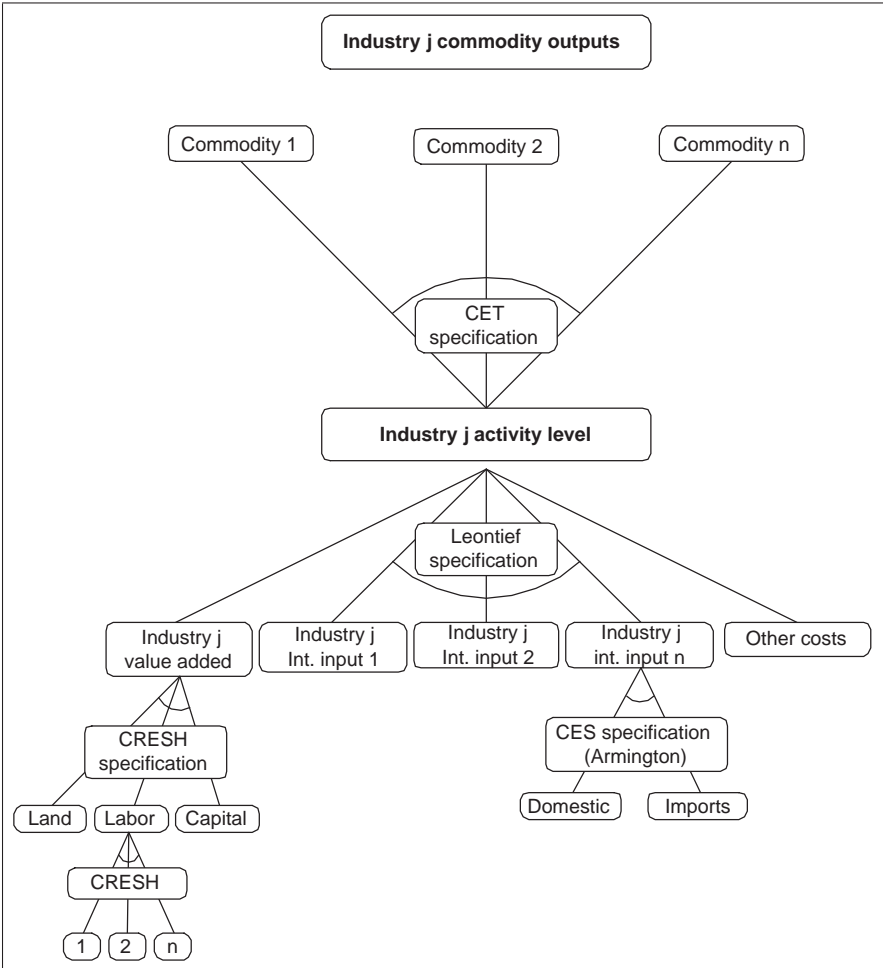 Industry j commodity outputs
Commodity 1
Commodity 2
Commodity n
CET
specification
Industry j activity level
Leontief
specification
Industry j
value added
Industry j
Int. input 1
Industry j
Int. input 2
Industry j
int. input n
Other costs
CRESH
specification
CES specification
(Armington)
Land
Labor
Capital
Domestic
Imports
CRESH
1
2
n